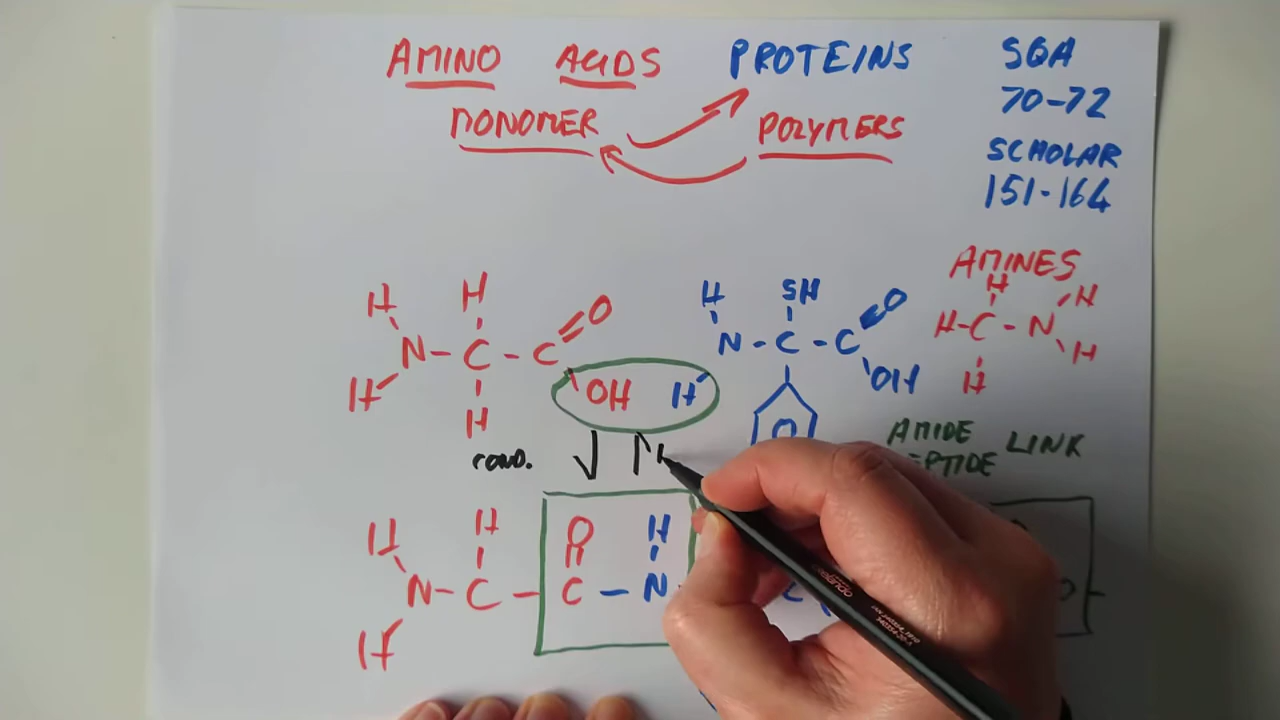 AMINO ACIDS PROTEINS
MONOMER POLYMERS
SQA
70-72
SCHOLAR
151-164
AMINES
H
H-C-N
H
H
H
H
H
N-C-C
O
H
H
OH
H
SH
N-C-C
O
H
OH
cond.
AMIDE LINK
H
H
O
H
N-C-C-N
H
C